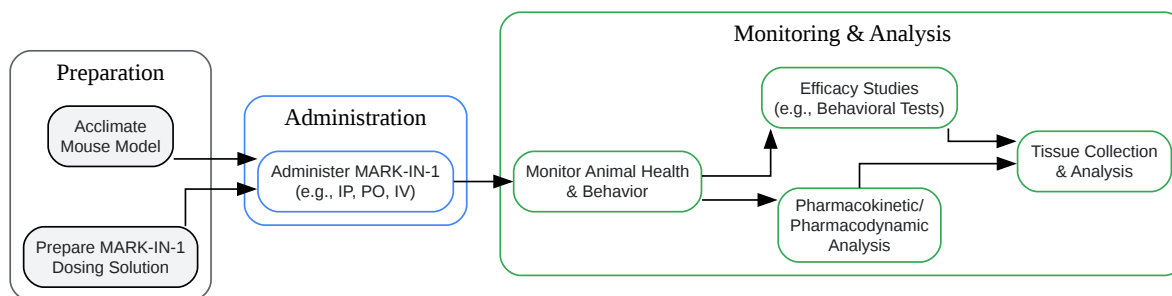 Preparation
Acclimate
Mouse Model
Prepare MARK-IN-1
Dosing Solution
Administration
Administer MARK-IN-1
(e.g., IP, PO, IV)
Monitoring & Analysis
Monitor Animal Health
& Behavior
Efficacy Studies
(e.g., Behavioral Tests)
Pharmacokinetic/
Pharmacodynamic
Analysis
Tissue Collection
& Analysis